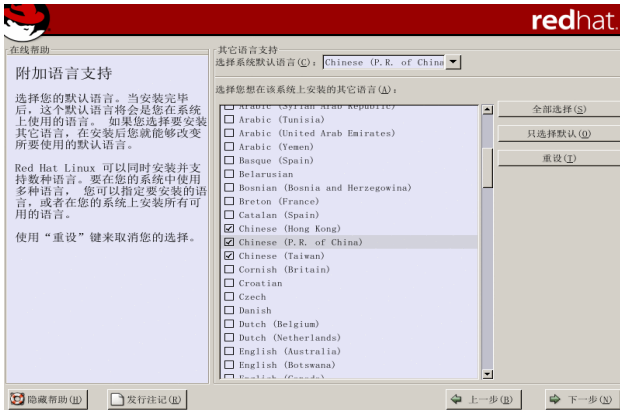 redhat.
在线帮助
附加语言支持
选择您的默认语言。当安装完毕
后，这个默认语言将会是您在系统
上使用的语言。 如果您选择要安装
其它语言，在安装后您就能够改变
所要使用的默认语言。
Red Hat Linux 可以同时安装并支
持数种语言。要在您的系统中使用
多种语言， 您可以指定要安装的语
言，或者在您的系统上安装所有可
用的语言。
使用“重设”键来取消您的选择。
其它语言支持
选择系统默认语言(C)： Chinese (P.R. of China
选择您想在该系统上安装的其它语言(A)：
Arabic (Syrian Arab Republic)
Arabic (Tunisia)
Arabic (United Arab Emirates)
Arabic (Yemen)
Basque (Spain)
Belarusian
Bosnian (Bosnia and Herzegowina)
Breton (France)
Catalan (Spain)
Chinese (Hong Kong)
Chinese (P.R. of China)
Chinese (Taiwan)
Cornish (Britain)
Croatian
Czech
Danish
Dutch (Belgium)
Dutch (Netherlands)
English (Australia)
English (Botswana)
English (Canada)
全部选择(S)
只选择默认(O)
重设(T)
隐藏帮助(H)
发行注记(R)
上一步(B)
下一步(N)